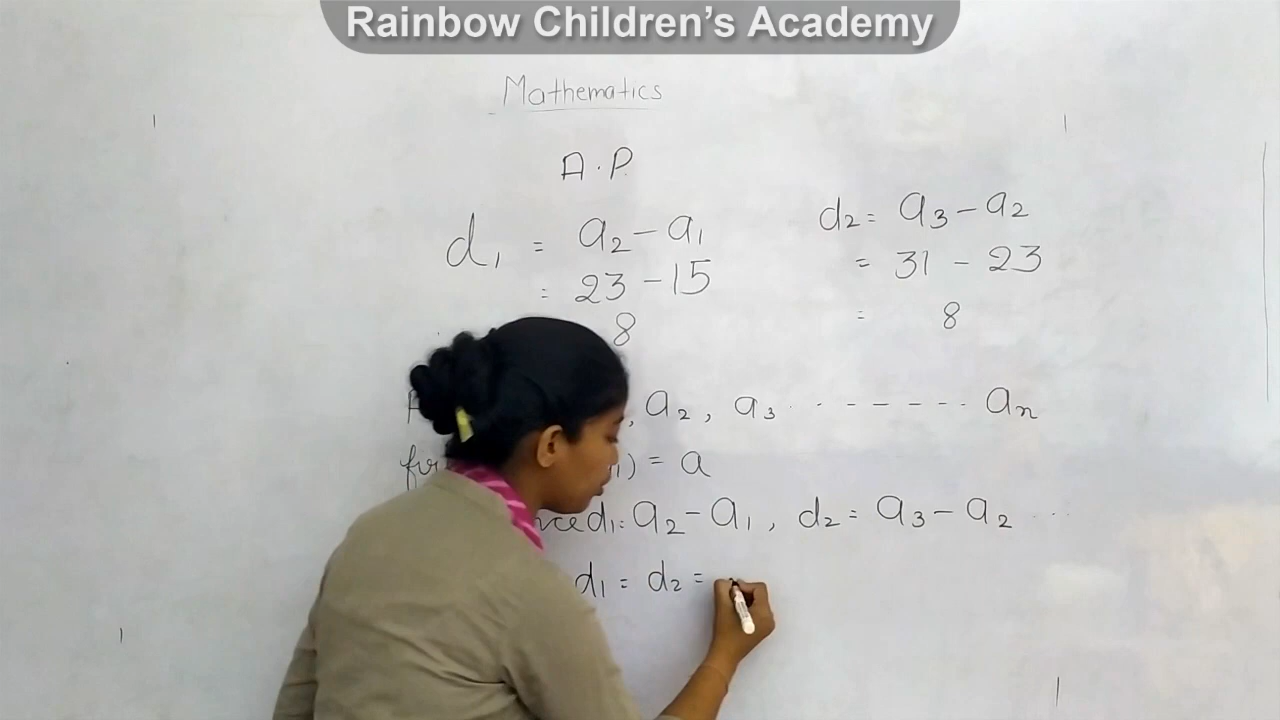 Rainbow Children's Academy
Mathematics
A.P.
d₁ = a₂ - a₁
= 23 - 15
8
d₂ = a₃ - a₂
= 31 - 23
= 8
, a₂, a₃ ------- aₙ
) = a
d₁ = a₂ - a₁, d₂ = a₃ - a₂ ...
d₁ = d₂ =